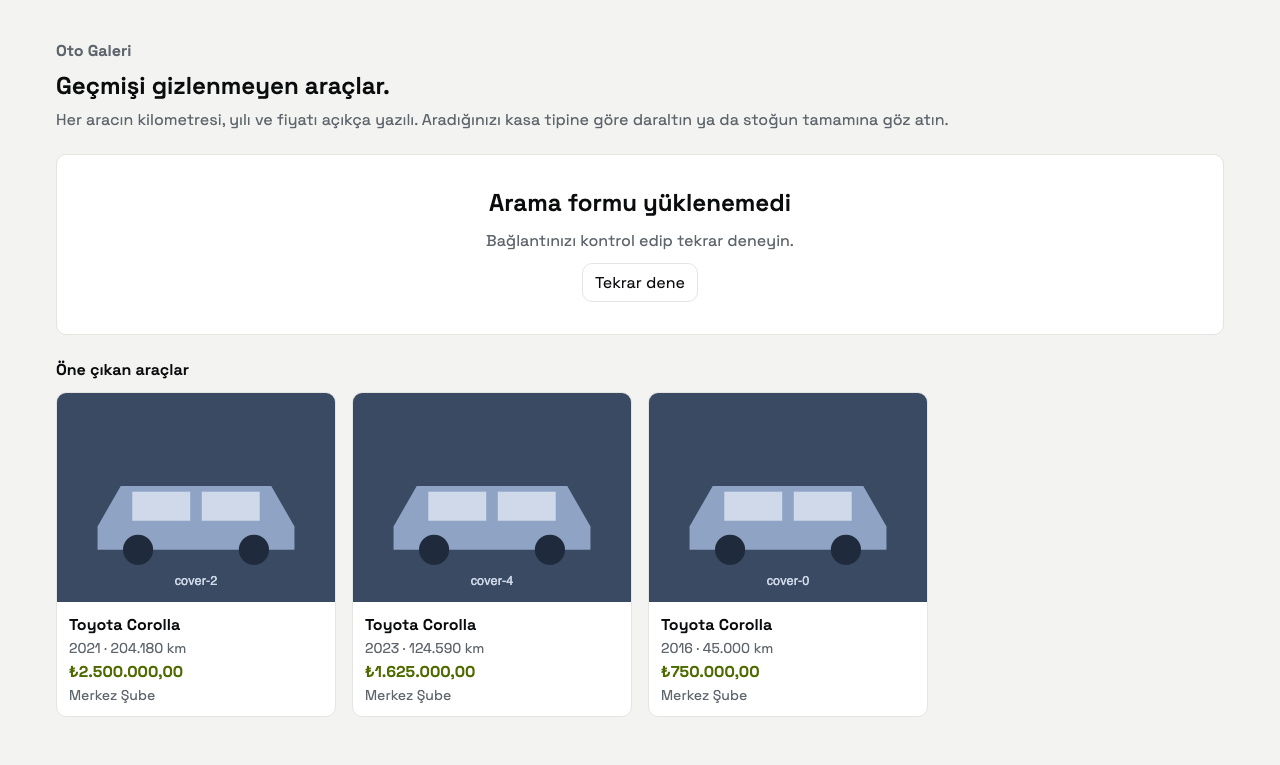 Oto Galeri
Geçmişi gizlenmeyen araçlar.
Her aracın kilometresi, yılı ve fiyatı açıkça yazılı. Aradığınızı kasa tipine göre daraltın ya da stoğun tamamına göz atın.
Arama formu yüklenemedi
Bağlantınızı kontrol edip tekrar deneyin.
Tekrar dene
Öne çıkan araçlar
cover-2
Toyota Corolla
2021 · 204.180 km
₺2.500.000,00
Merkez Şube
cover-4
Toyota Corolla
2023 · 124.590 km
₺1.625.000,00
Merkez Şube
cover-0
Toyota Corolla
2016 · 45.000 km
₺750.000,00
Merkez Şube